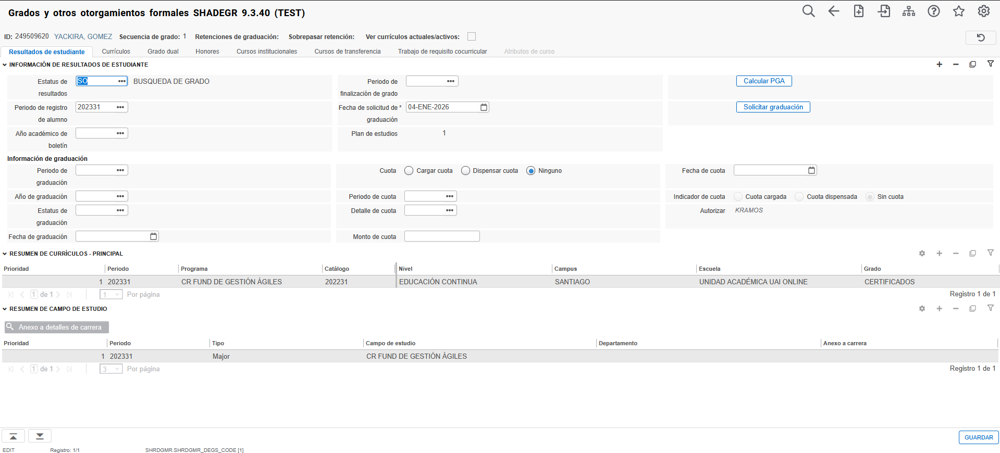 Grados y otros otorgamientos formales SHADEGR 9.3.40 (TEST)
ID: 249509620 YACKIRA, GOMEZ Secuencia de grado: 1 Retenciones de graduación: Sobrepasar retención: Ver currículos actuales/activos:
Resultados de estudiante Currículos Grado dual Honores Cursos institucionales Cursos de transferencia Trabajo de requisito cocurricular Atributos de curso
INFORMACIÓN DE RESULTADOS DE ESTUDIANTE
Estatus de resultados SO BUSQUEDA DE GRADO Periodo de finalización de grado Calcular PGA
Periodo de registro de alumno 202331 Fecha de solicitud de * graduación 04-ENE-2026 Solicitar graduación
Año académico de boletín Plan de estudios 1
Información de graduación
Periodo de graduación Cuota Cargar cuota Dispensar cuota Ninguno Fecha de cuota
Año de graduación Periodo de cuota Indicador de cuota Cuota cargada Cuota dispensada Sin cuota
Estatus de graduación Detalle de cuota Autorizar KRAMOS
Fecha de graduación Monto de cuota
RESUMEN DE CURRÍCULOS - PRINCIPAL
Prioridad Periodo Programa Catálogo Nivel Campus Escuela Grado
1 202331 CR FUND DE GESTIÓN ÁGILES 202231 EDUCACIÓN CONTINUA SANTIAGO UNIDAD ACADÉMICA UAI ONLINE CERTIFICADOS
1 de 1 1 Por página Registro 1 de 1
RESUMEN DE CAMPO DE ESTUDIO
Anexo a detalles de carrera
Prioridad Periodo Tipo Campo de estudio Departamento Anexo a carrera
1 202331 Major CR FUND DE GESTIÓN ÁGILES
1 de 1 3 Por página Registro 1 de 1
GUARDAR
EDIT Registro: 1/1 SHRDGMR.SHRDGMR_DEGS_CODE [1]